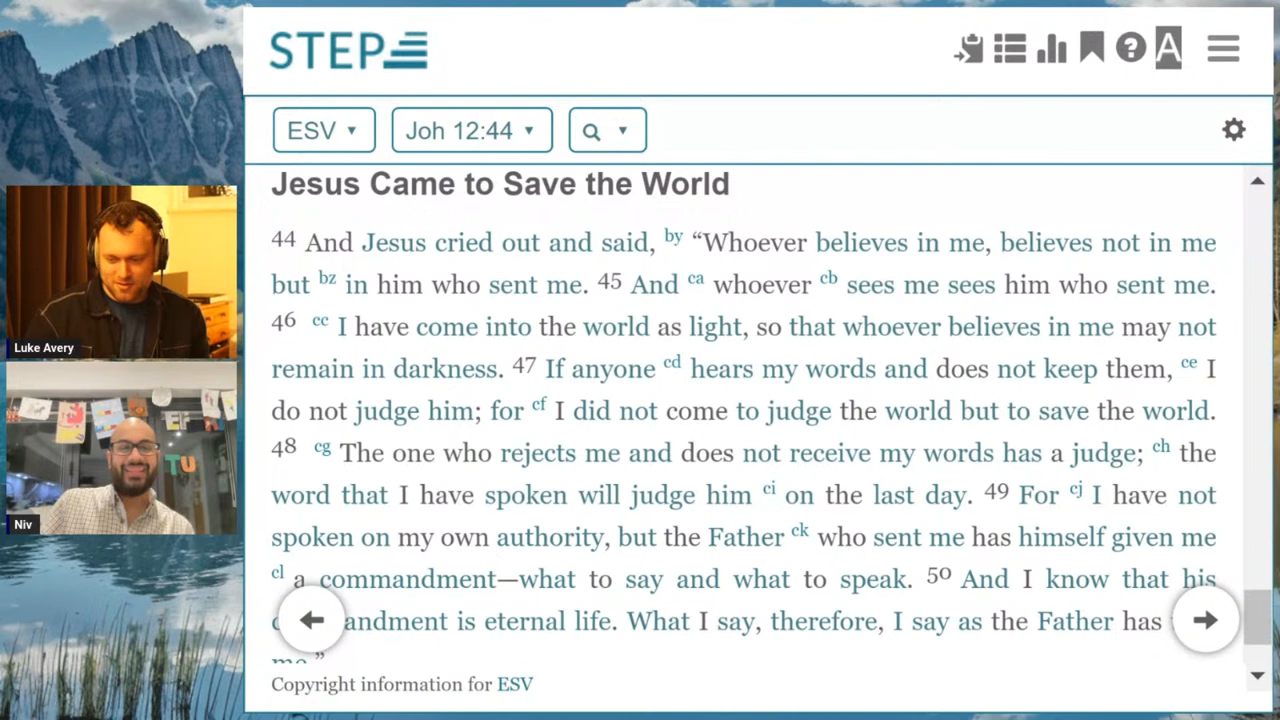 STEP
A
ESV
Joh 12:44
Jesus Came to Save the World
44 And Jesus cried out and said, by “Whoever believes in me, believes not in me
but bz in him who sent me. 45 And ca whoever cb sees me sees him who sent me.
46 cc I have come into the world as light, so that whoever believes in me may not
remain in darkness. 47 If anyone cd hears my words and does not keep them, ce I
do not judge him; for cf I did not come to judge the world but to save the world.
48 cg The one who rejects me and does not receive my words has a judge; ch the
word that I have spoken will judge him ci on the last day. 49 For cj I have not
spoken on my own authority, but the Father ck who sent me has himself given me
cl a commandment—what to say and what to speak. 50 And I know that his
andment is eternal life. What I say, therefore, I say as the Father has
me.”
Copyright information for ESV
Luke Avery
TU
Niv